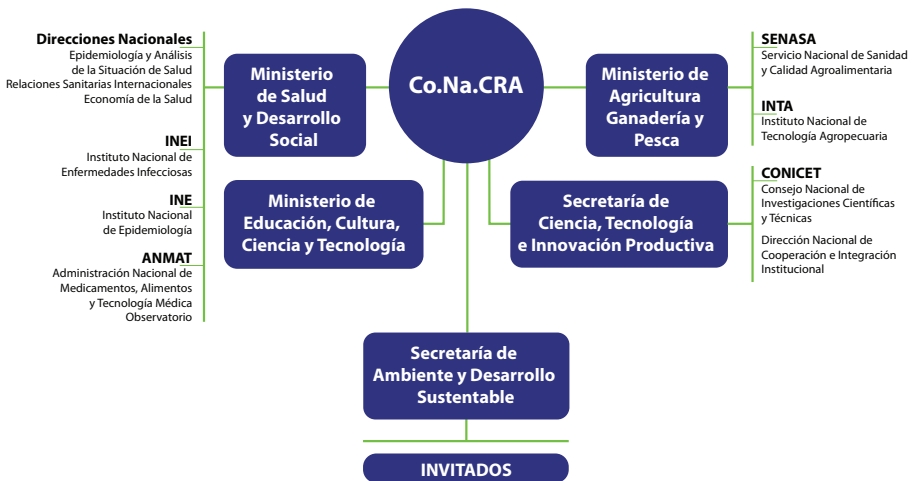 Co.Na.CRA
Direcciones Nacionales
Epidemiología y Análisis
de la Situación de Salud
Relaciones Sanitarias Internacionales
Economía de la Salud
INEI
Instituto Nacional de
Enfermedades Infecciosas
INE
Instituto Nacional
de Epidemiología
ANMAT
Administración Nacional de
Medicamentos, Alimentos
y Tecnología Médica
Observatorio
Ministerio
de Salud
y Desarrollo
Social
Ministerio de
Educación, Cultura,
Ciencia y Tecnología
Ministerio de
Agricultura
Ganadería y
Pesca
SENASA
Servicio Nacional de Sanidad
y Calidad Agroalimentaria
INTA
Instituto Nacional de
Tecnología Agropecuaria
Secretaría de
Ciencia, Tecnología
e Innovación Productiva
CONICET
Consejo Nacional de
Investigaciones Científicas
y Técnicas
Dirección Nacional de
Cooperación e Integración
Institucional
Secretaría de
Ambiente y Desarrollo
Sustentable
INVITADOS